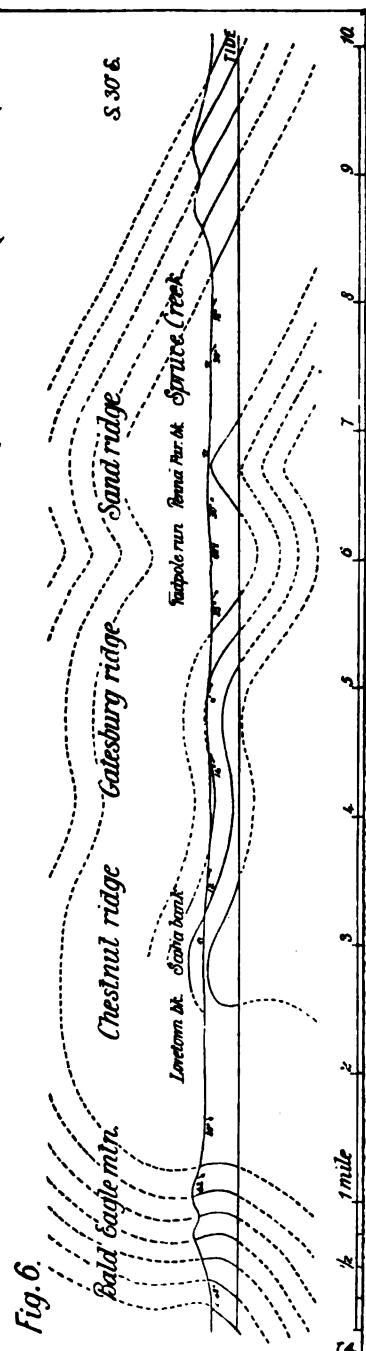 Fig. 6.
S. 30° E.
Bald Eagle mtn.
Chestnut ridge
Gatesburg ridge
Sand ridge
Lovetown bk.
Scotia bank
Tadpole run
Penna Fur. bk.
Spruce Creek
TIDE
½
1 mile
2
3
4
5
6
7
8
9
10